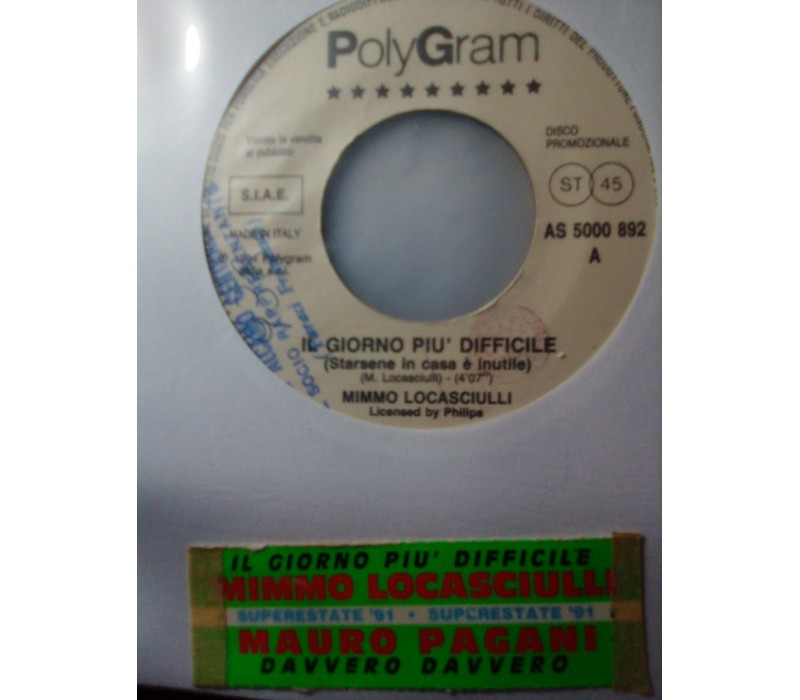 PolyGram
Vietata la vendita
al pubblico
DISCO
PROMOZIONALE
S.I.A.E.
ST 45
MADE IN ITALY
AS 5000 892
A
Polygram
IL GIORNO PIU' DIFFICILE
(Starsene in casa è inutile)
(M. Locasciulli) - (4'07")
MIMMO LOCASCIULLI
Licensed by Philips
SOCIO
IL GIORNO PIU' DIFFICILE
MIMMO LOCASCIULLI
SUPERESTATE '91 • SUPERESTATE '91
MAURO PAGANI
DAVVERO DAVVERO